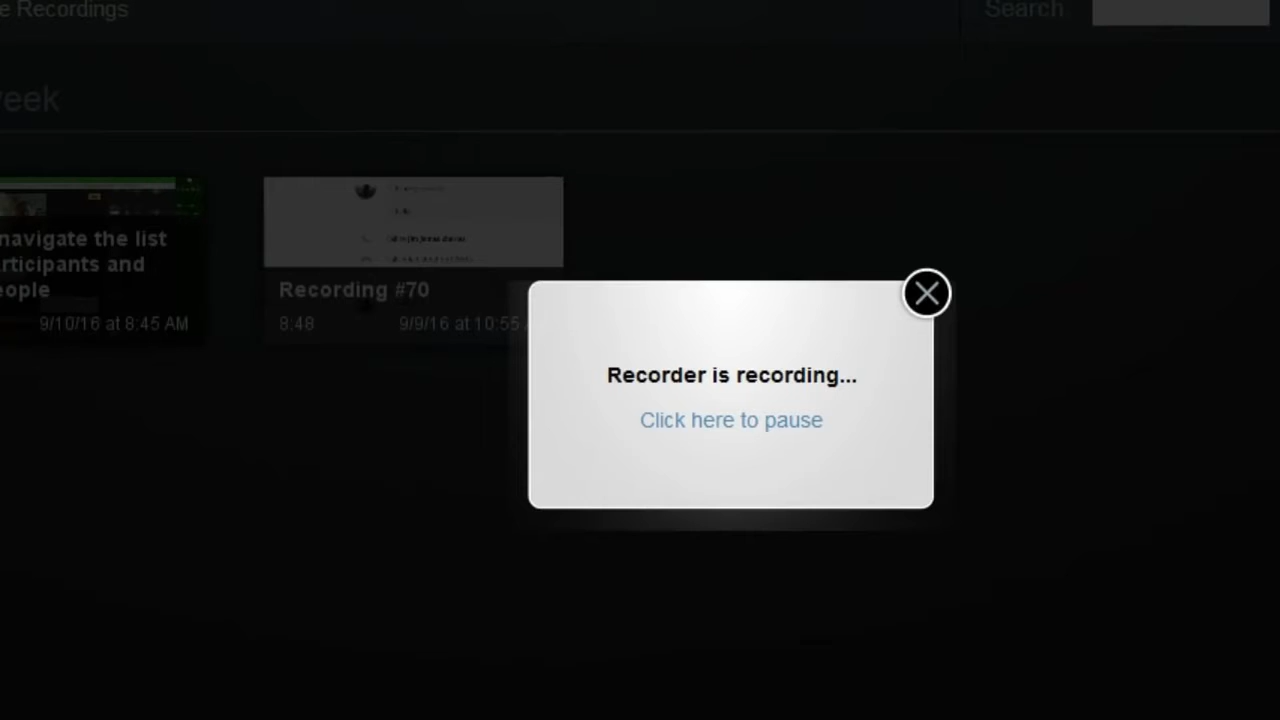 e Recordings
Search
eek
navigate the list
rticipants and
eople
9/10/16 at 8:45 AM
Recording #70
8:48
9/9/16 at 10:55
Recorder is recording...
Click here to pause